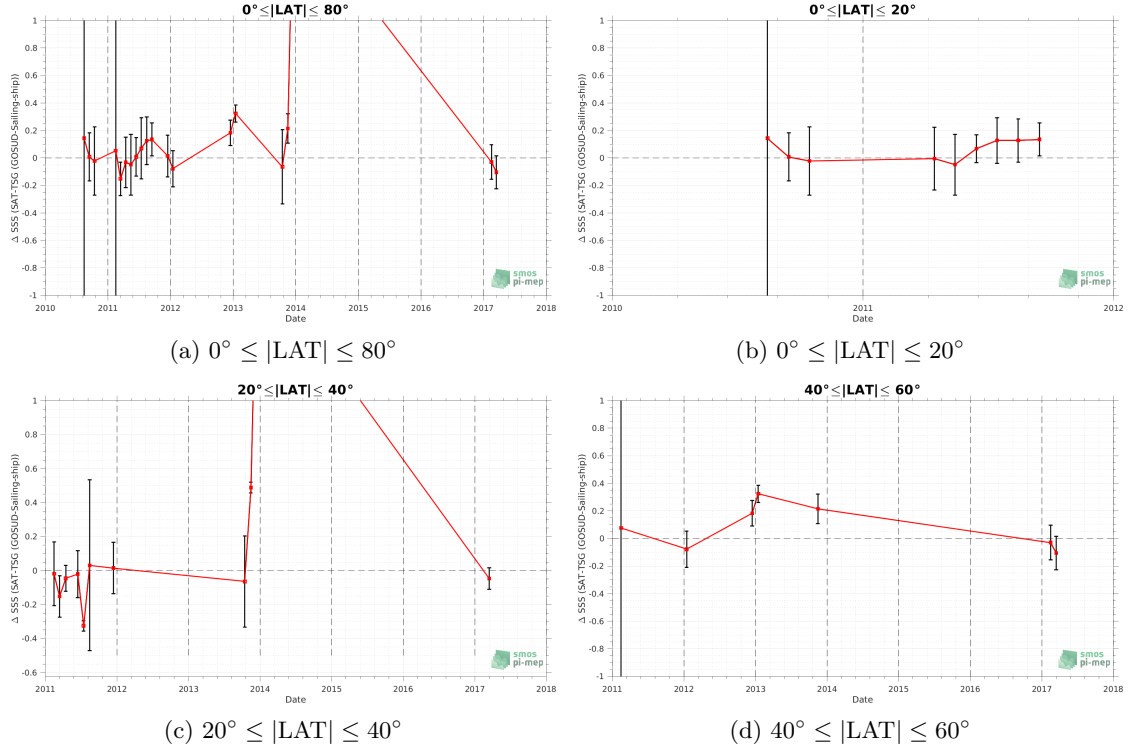 0°≤|LAT|≤ 80°
Δ SSS (SAT-TSG (GOSUD-Sailing-ship))
1
0.8
0.6
0.4
0.2
0
-0.2
-0.4
-0.6
-0.8
-1
2010 2011 2012 2013 2014 2015 2016 2017 2018
Date
smos
pi-mep
(a) 0° ≤ |LAT| ≤ 80°
0°≤|LAT|≤ 20°
Δ SSS (SAT-TSG (GOSUD-Sailing-ship))
1
0.8
0.6
0.4
0.2
0
-0.2
-0.4
-0.6
-0.8
-1
2010 2011 2012
Date
smos
pi-mep
(b) 0° ≤ |LAT| ≤ 20°
20°≤|LAT|≤ 40°
Δ SSS (SAT-TSG (GOSUD-Sailing-ship))
1
0.8
0.6
0.4
0.2
0
-0.2
-0.4
-0.6
2011 2012 2013 2014 2015 2016 2017 2018
Date
smos
pi-mep
(c) 20° ≤ |LAT| ≤ 40°
40°≤|LAT|≤ 60°
Δ SSS (SAT-TSG (GOSUD-Sailing-ship))
1
0.8
0.6
0.4
0.2
0
-0.2
-0.4
-0.6
-0.8
-1
2011 2012 2013 2014 2015 2016 2017 2018
Date
smos
pi-mep
(d) 40° ≤ |LAT| ≤ 60°